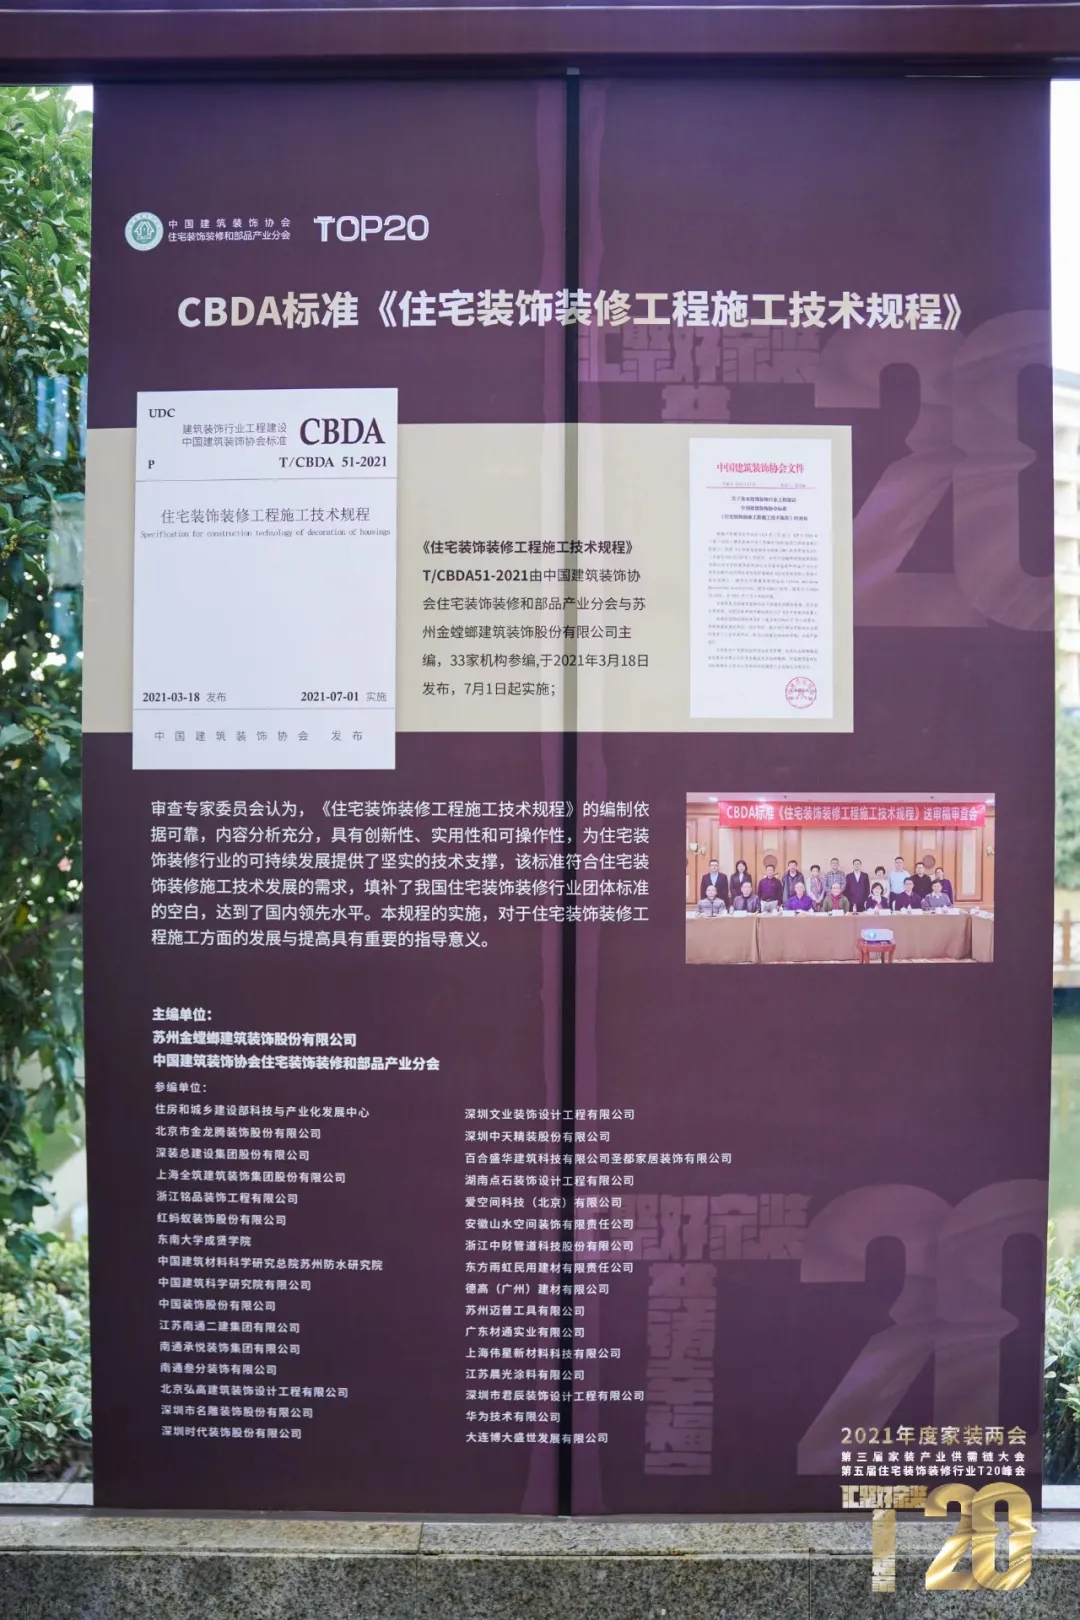 中国建筑装饰协会
住宅装饰装修和部品产业分会
TOP20
CBDA标准《住宅装饰装修工程施工技术规程》
UDC
建筑装饰行业工程建设
中国建筑装饰协会标准
CBDA
P
T/CBDA 51-2021
住宅装饰装修工程施工技术规程
Specification for construction technology of decoration of housings
2021-03-18 发布
2021-07-01 实施
中国建筑装饰协会 发布
《住宅装饰装修工程施工技术规程》
T/CBDA51-2021由中国建筑装饰协
会住宅装饰装修和部品产业分会与苏
州金螳螂建筑装饰股份有限公司主
编，33家机构参编,于2021年3月18日
发布，7月1日起实施；
中国建筑装饰协会文件
审查专家委员会认为，《住宅装饰装修工程施工技术规程》的编制依
据可靠，内容分析充分，具有创新性、实用性和可操作性，为住宅装
饰装修行业的可持续发展提供了坚实的技术支撑，该标准符合住宅装
饰装修施工技术发展的需求，填补了我国住宅装饰装修行业团体标准
的空白，达到了国内领先水平。本规程的实施，对于住宅装饰装修工
程施工方面的发展与提高具有重要的指导意义。
CBDA标准《住宅装饰装修工程施工技术规程》送审稿审查会
主编单位：
苏州金螳螂建筑装饰股份有限公司
中国建筑装饰协会住宅装饰装修和部品产业分会
参编单位：
住房和城乡建设部科技与产业化发展中心
北京市金龙腾装饰股份有限公司
深装总建设集团股份有限公司
上海全筑建筑装饰集团股份有限公司
浙江铭品装饰工程有限公司
红蚂蚁装饰股份有限公司
东南大学成贤学院
中国建筑材料科学研究总院苏州防水研究院
中国建筑科学研究院有限公司
中国装饰股份有限公司
江苏南通二建集团有限公司
南通承悦装饰集团有限公司
南通叁分装饰有限公司
北京弘高建筑装饰设计工程有限公司
深圳市名雕装饰股份有限公司
深圳时代装饰股份有限公司
深圳文业装饰设计工程有限公司
深圳中天精装股份有限公司
百合盛华建筑科技有限公司圣都家居装饰有限公司
湖南点石装饰设计工程有限公司
爱空间科技（北京）有限公司
安徽山水空间装饰有限责任公司
浙江中财管道科技股份有限公司
东方雨虹民用建材有限责任公司
德高（广州）建材有限公司
苏州迈普工具有限公司
广东材通实业有限公司
上海伟星新材料科技有限公司
江苏晨光涂料有限公司
深圳市君辰装饰设计工程有限公司
华为技术有限公司
大连博大盛世发展有限公司
2021年度家装两会
第三届家装产业供需链大会
第五届住宅装饰装修行业T20峰会
汇聚好家装
T20